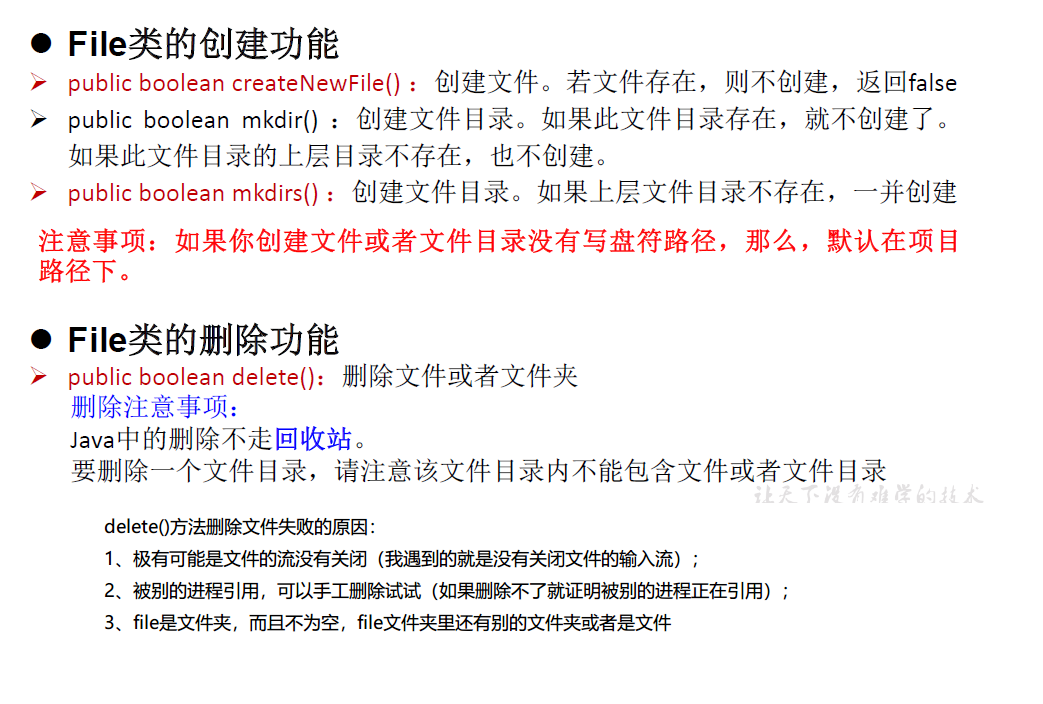 ● File类的创建功能
➢ public boolean createNewFile() ：创建文件。若文件存在，则不创建，返回false
➢ public boolean mkdir() ：创建文件目录。如果此文件目录存在，就不创建了。
如果此文件目录的上层目录不存在，也不创建。
➢ public boolean mkdirs() ：创建文件目录。如果上层文件目录不存在，一并创建
注意事项：如果你创建文件或者文件目录没有写盘符路径，那么，默认在项目
路径下。
● File类的删除功能
➢ public boolean delete()：删除文件或者文件夹
删除注意事项：
Java中的删除不走回收站。
要删除一个文件目录，请注意该文件目录内不能包含文件或者文件目录
让天下没有难学的技术
delete()方法删除文件失败的原因：
1、极有可能是文件的流没有关闭（我遇到的就是没有关闭文件的输入流）；
2、被别的进程引用，可以手工删除试试（如果删除不了就证明被别的进程正在引用）；
3、file是文件夹，而且不为空，file文件夹里还有别的文件夹或者是文件